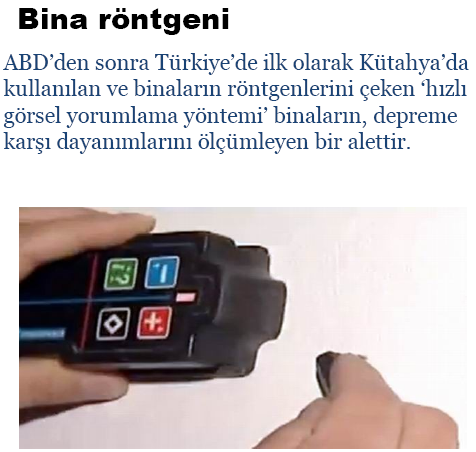 Bina röntgeni
ABD’den sonra Türkiye’de ilk olarak Kütahya’da
kullanılan ve binaların röntgenlerini çeken ‘hızlı
görsel yorumlama yöntemi’ binaların, depreme
karşı dayanımlarını ölçümleyen bir alettir.